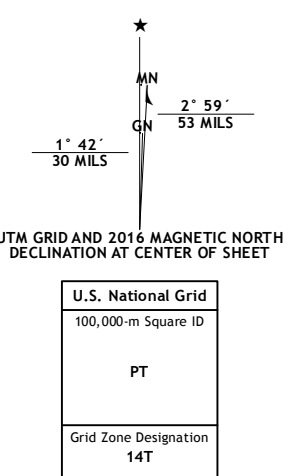 ★
MN
GN
2° 59´
53 MILS
1° 42´
30 MILS
UTM GRID AND 2016 MAGNETIC NORTH
DECLINATION AT CENTER OF SHEET
U.S. National Grid
100,000-m Square ID
PT
Grid Zone Designation
14T